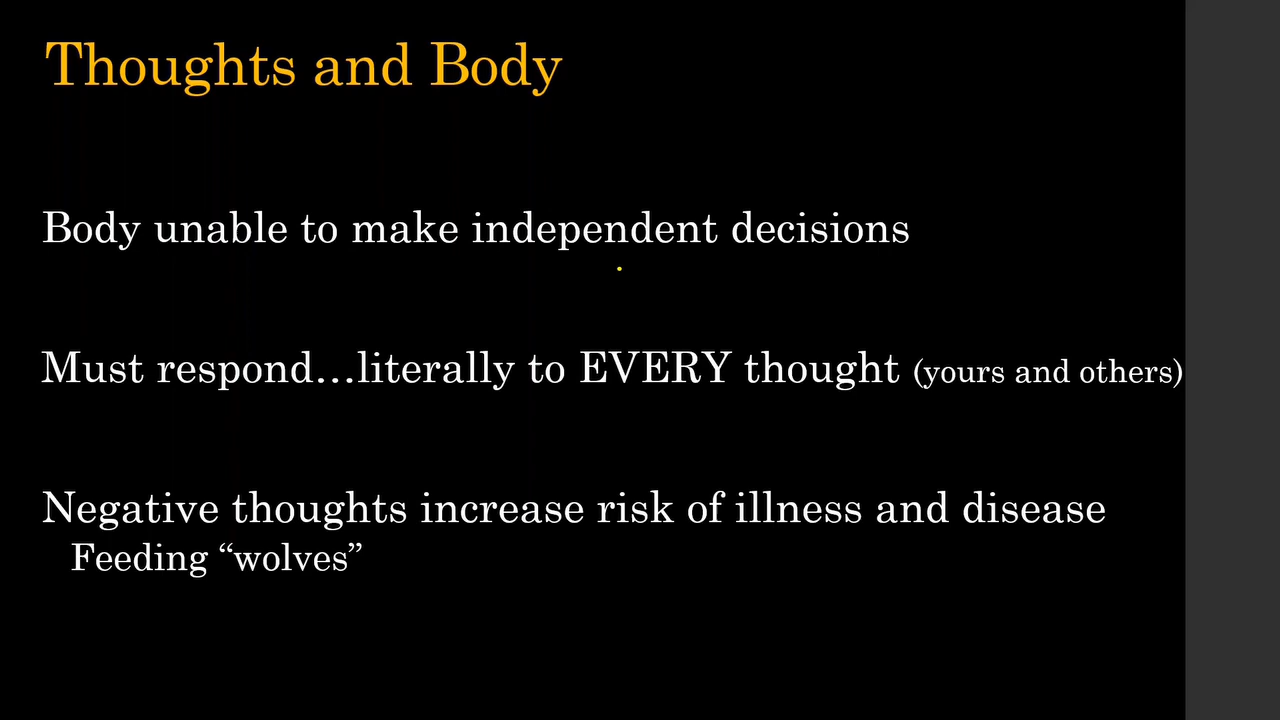 Thoughts and Body
Body unable to make independent decisions
Must respond…literally to EVERY thought (yours and others)
Negative thoughts increase risk of illness and disease
Feeding “wolves”